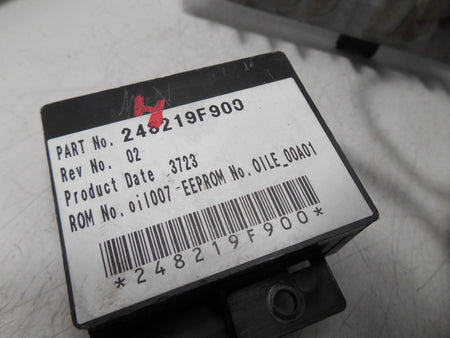 PART No. 248219F900
Rev No. 02
Product Date 3723
ROM No. oil007-EEPROM No. OILE_00A01
*248219F900*